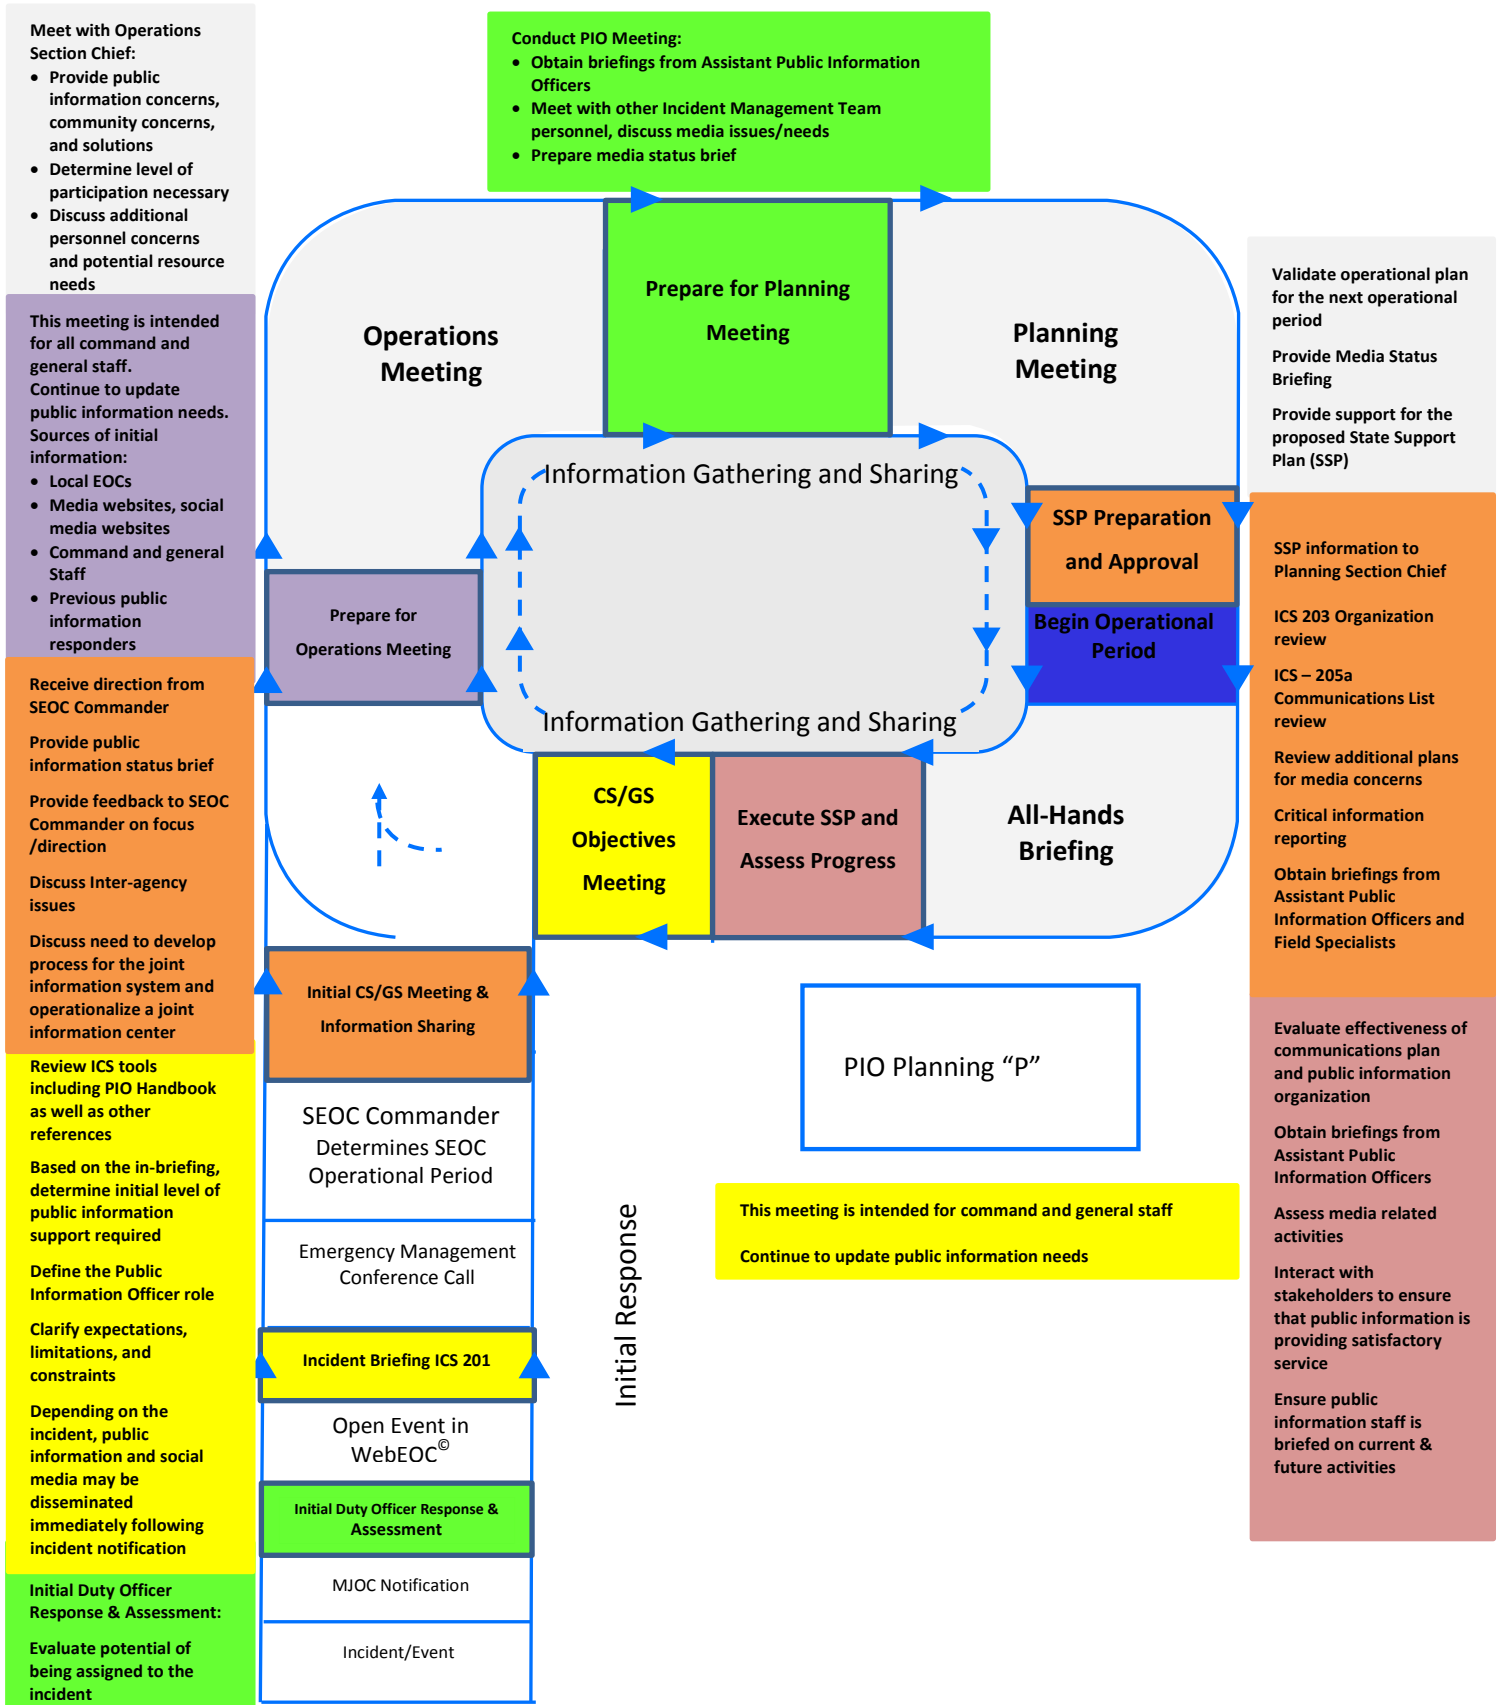 Meet with Operations
Section Chief:
• Provide public
information concerns,
community concerns,
and solutions
• Determine level of
participation necessary
• Discuss additional
personnel concerns
and potential resource
needs
This meeting is intended
for all command and
general staff.
Continue to update
public information needs.
Sources of initial
information:
• Local EOCs
• Media websites, social
media websites
• Command and general
Staff
• Previous public
information
responders
Receive direction from
SEOC Commander
Provide public
information status brief
Provide feedback to SEOC
Commander on focus
/direction
Discuss Inter-agency
issues
Discuss need to develop
process for the joint
information system and
operationalize a joint
information center
Review ICS tools
including PIO Handbook
as well as other
references
Based on the in-briefing,
determine initial level of
public information
support required
Define the Public
Information Officer role
Clarify expectations,
limitations, and
constraints
Depending on the
incident, public
information and social
media may be
disseminated
immediately following
incident notification
Initial Duty Officer
Response & Assessment:
Evaluate potential of
being assigned to the
incident
Conduct PIO Meeting:
• Obtain briefings from Assistant Public Information
Officers
• Meet with other Incident Management Team
personnel, discuss media issues/needs
• Prepare media status brief
Operations
Meeting
Prepare for Planning
Meeting
Planning
Meeting
Information Gathering and Sharing
SSP Preparation
and Approval
Prepare for
Operations Meeting
Begin Operational
Period
Information Gathering and Sharing
CS/GS
Objectives
Meeting
Execute SSP and
Assess Progress
All-Hands
Briefing
Initial CS/GS Meeting &
Information Sharing
SEOC Commander
Determines SEOC
Operational Period
Emergency Management
Conference Call
Incident Briefing ICS 201
Open Event in
WebEOC©
Initial Duty Officer Response &
Assessment
MJOC Notification
Incident/Event
Initial Response
PIO Planning “P”
This meeting is intended for command and general staff
Continue to update public information needs
Validate operational plan
for the next operational
period
Provide Media Status
Briefing
Provide support for the
proposed State Support
Plan (SSP)
SSP information to
Planning Section Chief
ICS 203 Organization
review
ICS – 205a
Communications List
review
Review additional plans
for media concerns
Critical information
reporting
Obtain briefings from
Assistant Public
Information Officers and
Field Specialists
Evaluate effectiveness of
communications plan
and public information
organization
Obtain briefings from
Assistant Public
Information Officers
Assess media related
activities
Interact with
stakeholders to ensure
that public information is
providing satisfactory
service
Ensure public
information staff is
briefed on current &
future activities